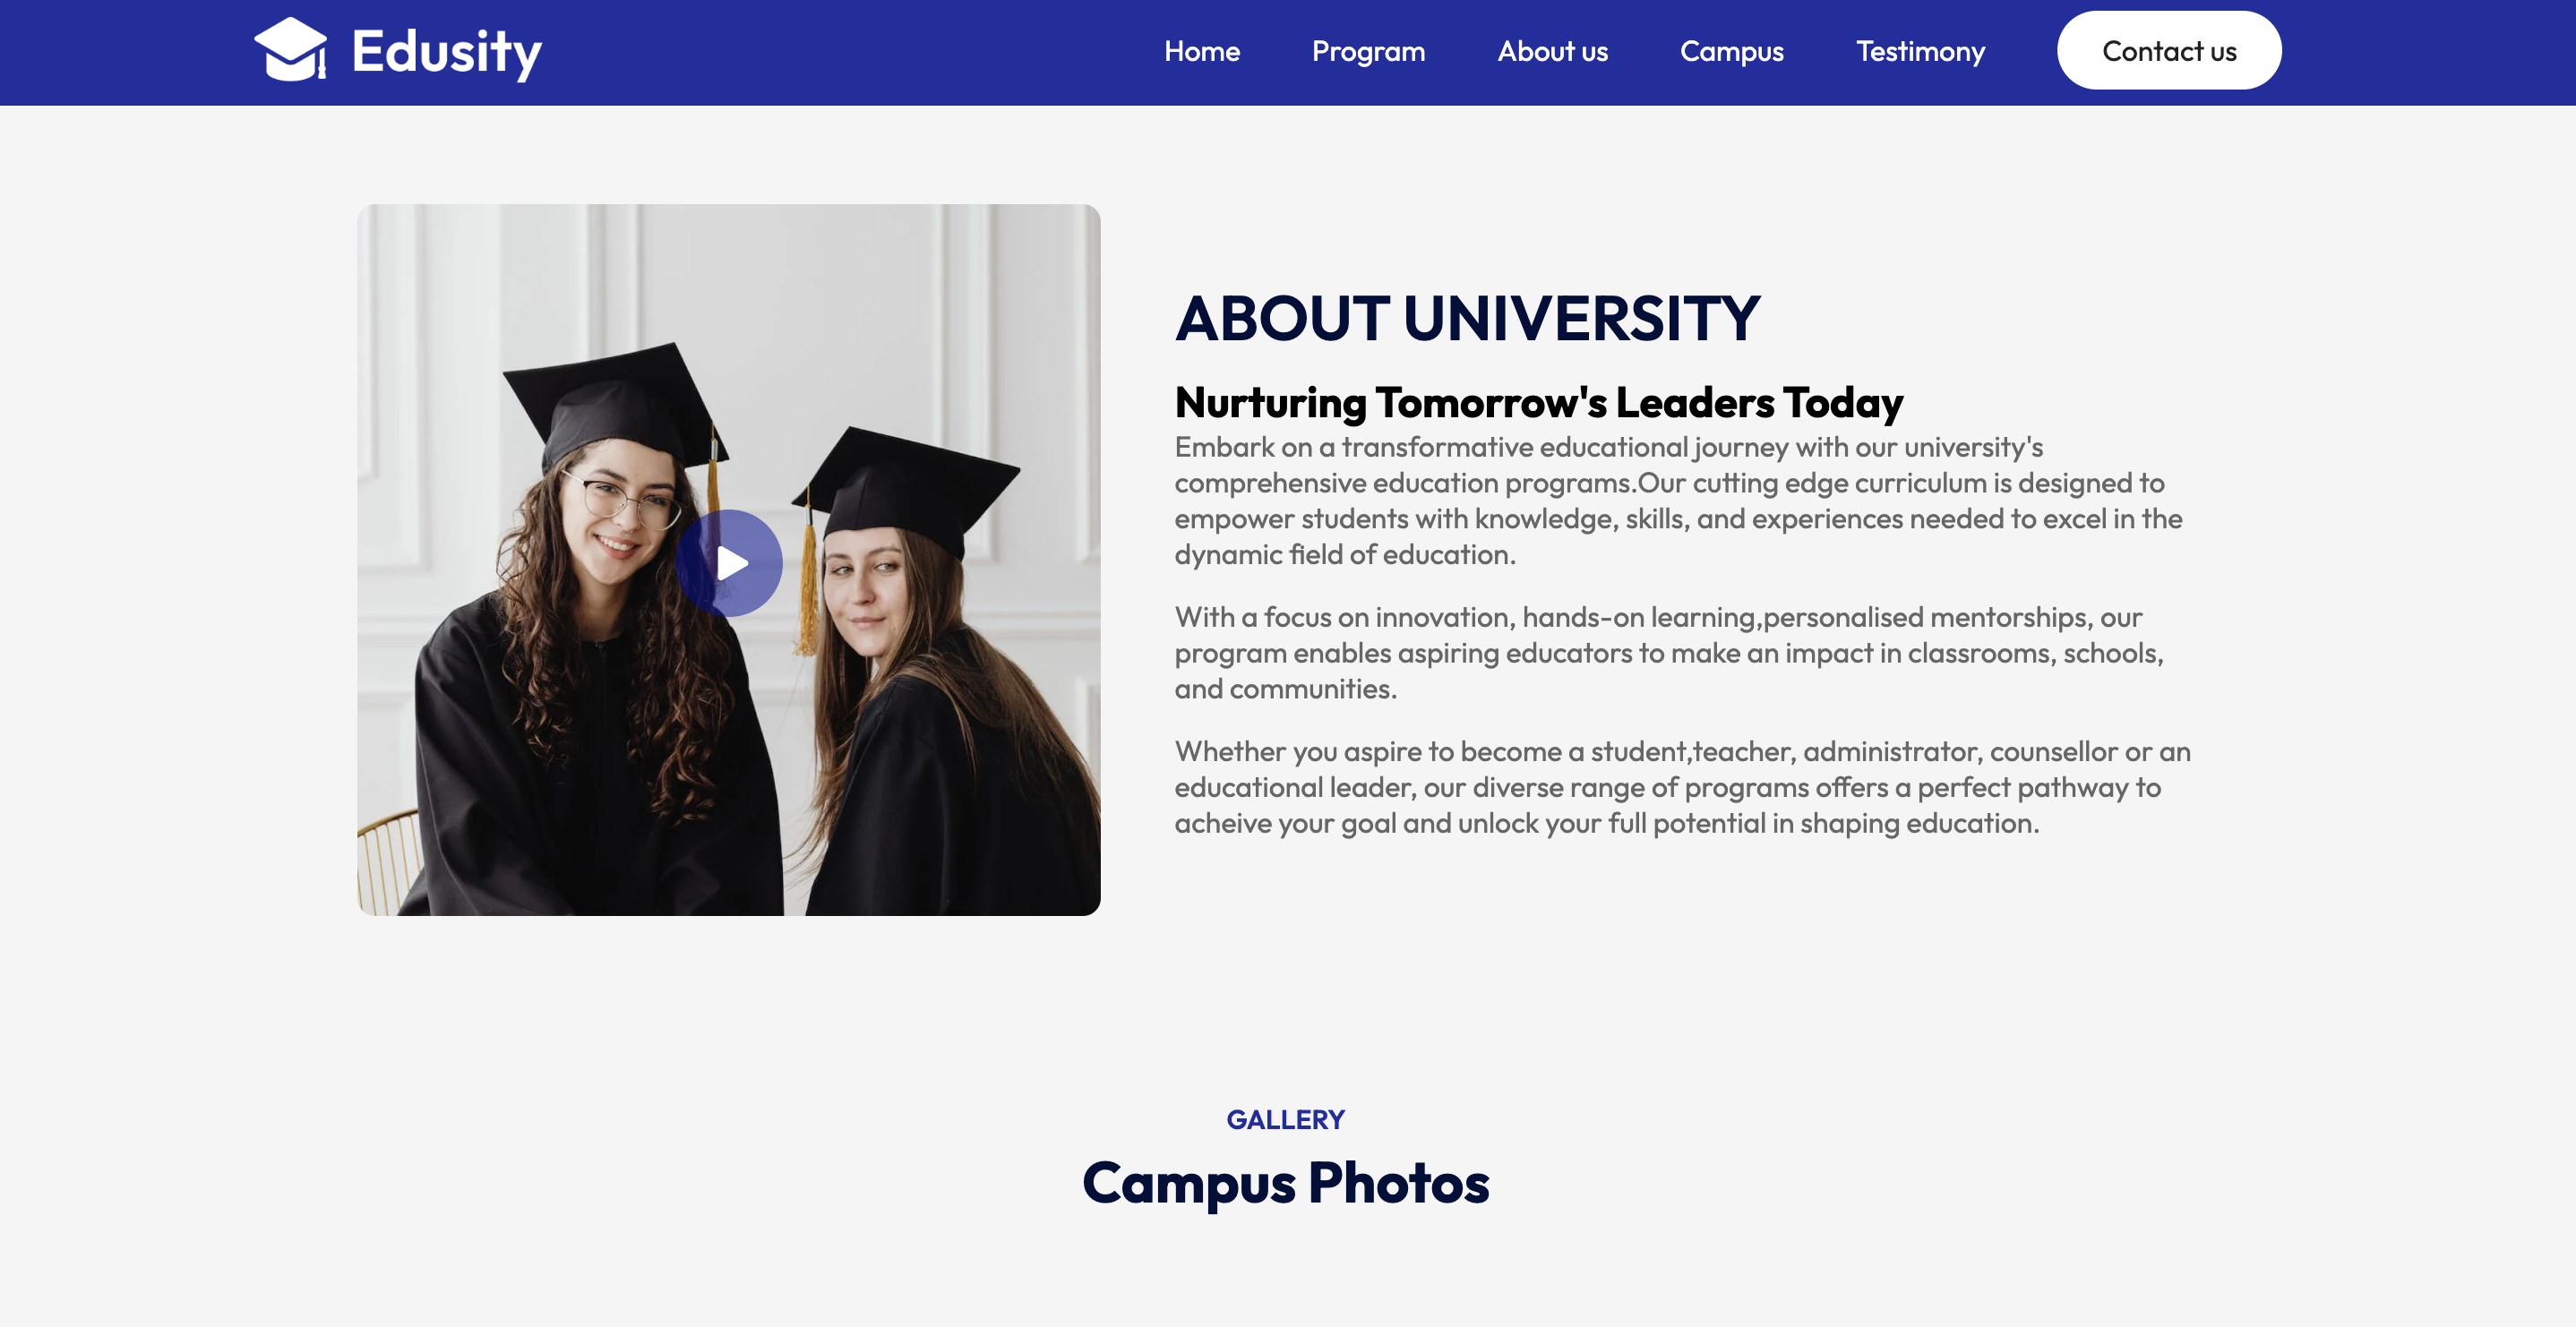 Edusity
Home Program About us Campus Testimony Contact us
ABOUT UNIVERSITY
Nurturing Tomorrow's Leaders Today
Embark on a transformative educational journey with our university's
comprehensive education programs.Our cutting edge curriculum is designed to
empower students with knowledge, skills, and experiences needed to excel in the
dynamic field of education.
With a focus on innovation, hands-on learning,personalised mentorships, our
program enables aspiring educators to make an impact in classrooms, schools,
and communities.
Whether you aspire to become a student,teacher, administrator, counsellor or an
educational leader, our diverse range of programs offers a perfect pathway to
acheive your goal and unlock your full potential in shaping education.
GALLERY
Campus Photos